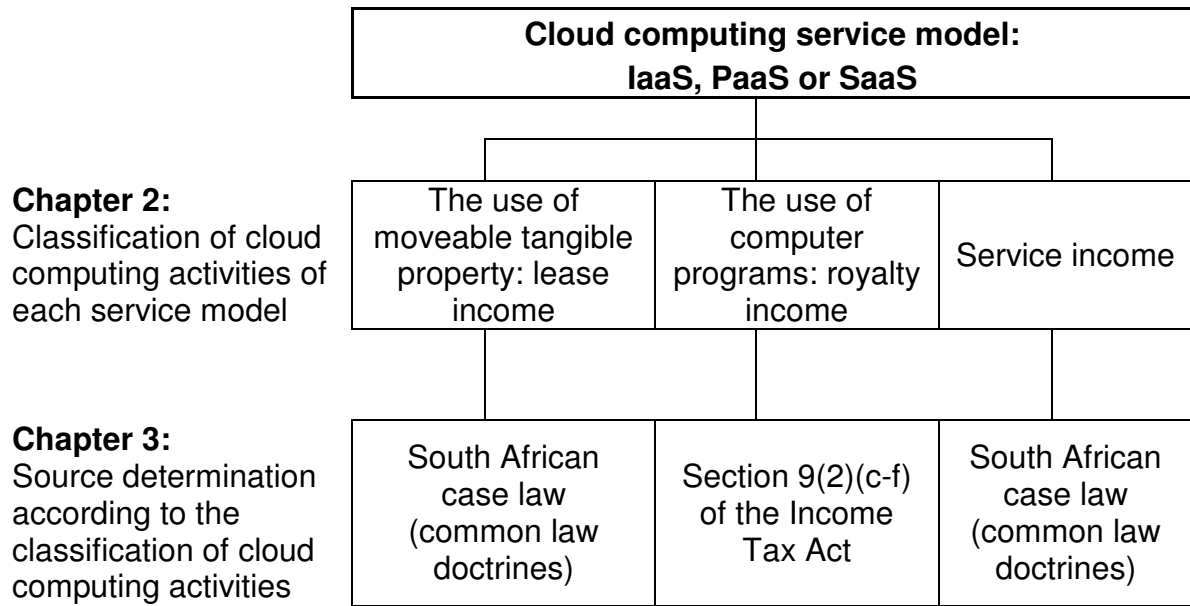 Cloud computing service model:
IaaS, PaaS or SaaS
Chapter 2:
Classification of cloud
computing activities of
each service model
The use of
moveable tangible
property: lease
income
The use of
computer
programs: royalty
income
Service income
Chapter 3:
Source determination
according to the
classification of cloud
computing activities
South African
case law
(common law
doctrines)
Section 9(2)(c-f)
of the Income
Tax Act
South African
case law
(common law
doctrines)